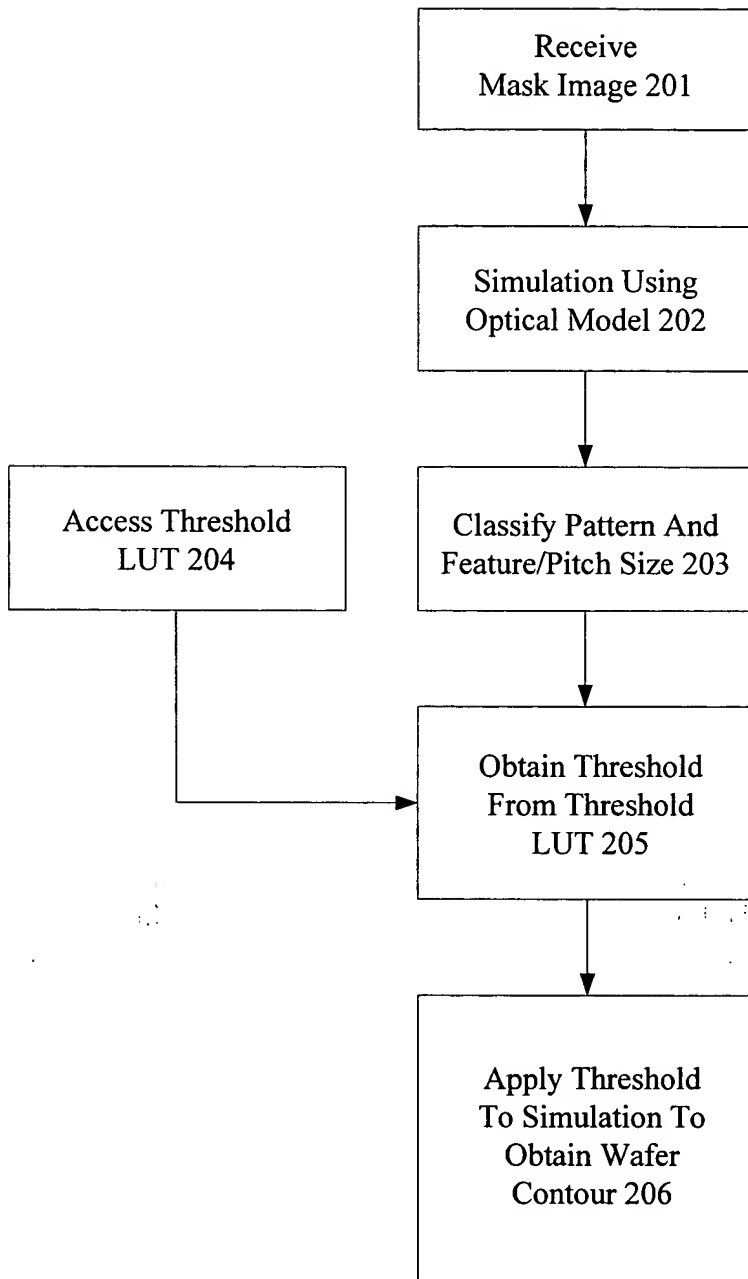 Receive
Mask Image 201
Simulation Using
Optical Model 202
Access Threshold
LUT 204
Classify Pattern And
Feature/Pitch Size 203
Obtain Threshold
From Threshold
LUT 205
Apply Threshold
To Simulation To
Obtain Wafer
Contour 206